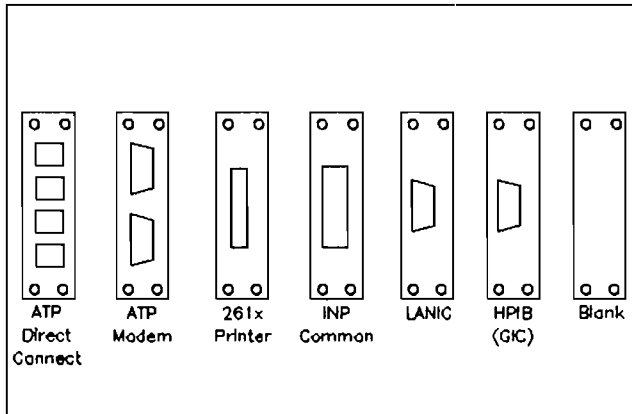 ATP
Direct
Connect
ATP
Modem
261x
Printer
INP
Common
LANIC
HPIB
(GIC)
Blank